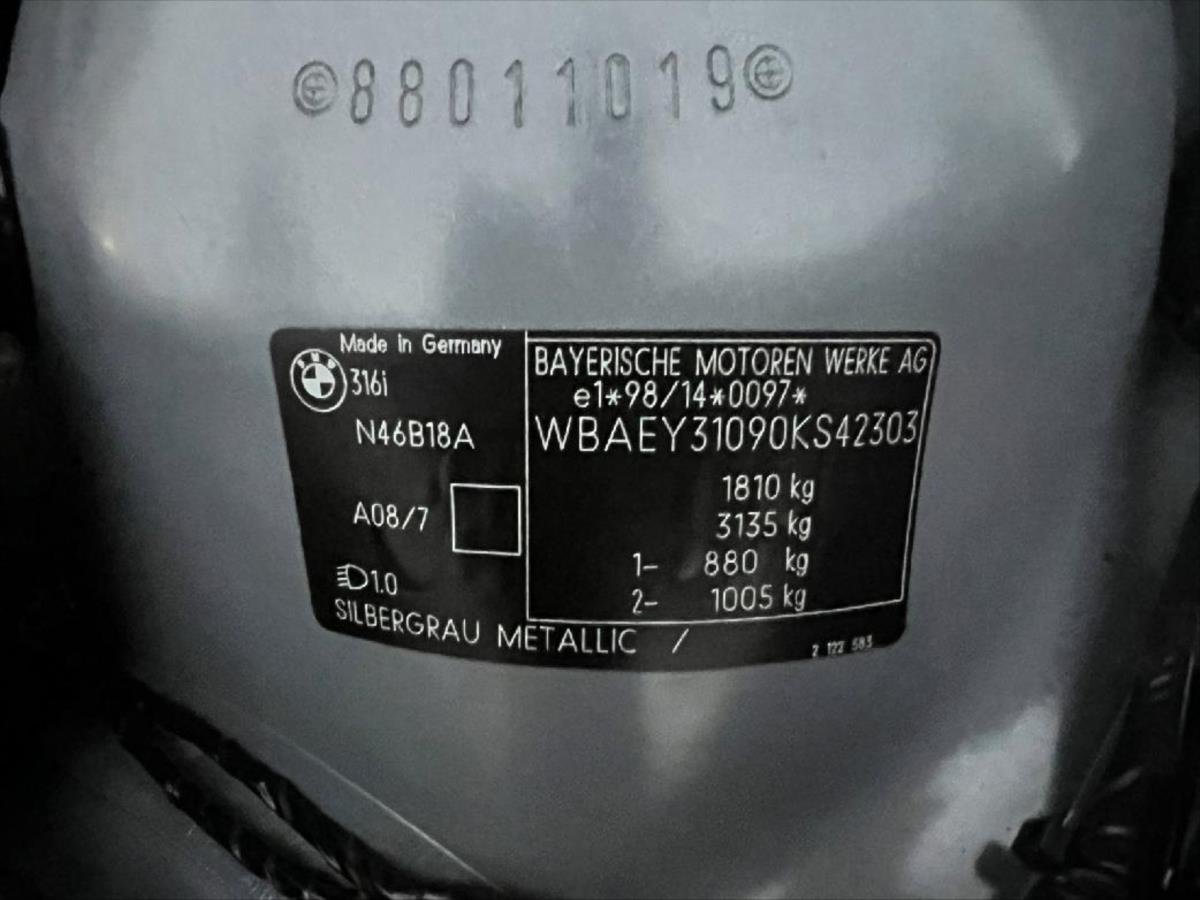 88011019
Made in Germany
BMW
316i
N46B18A
A08/7
1.0
SILBERGRAU METALLIC /
BAYERISCHE MOTOREN WERKE AG
e1*98/14*0097*
WBAEY31090KS42303
1810 kg
3135 kg
1- 880 kg
2- 1005 kg
2 122 583